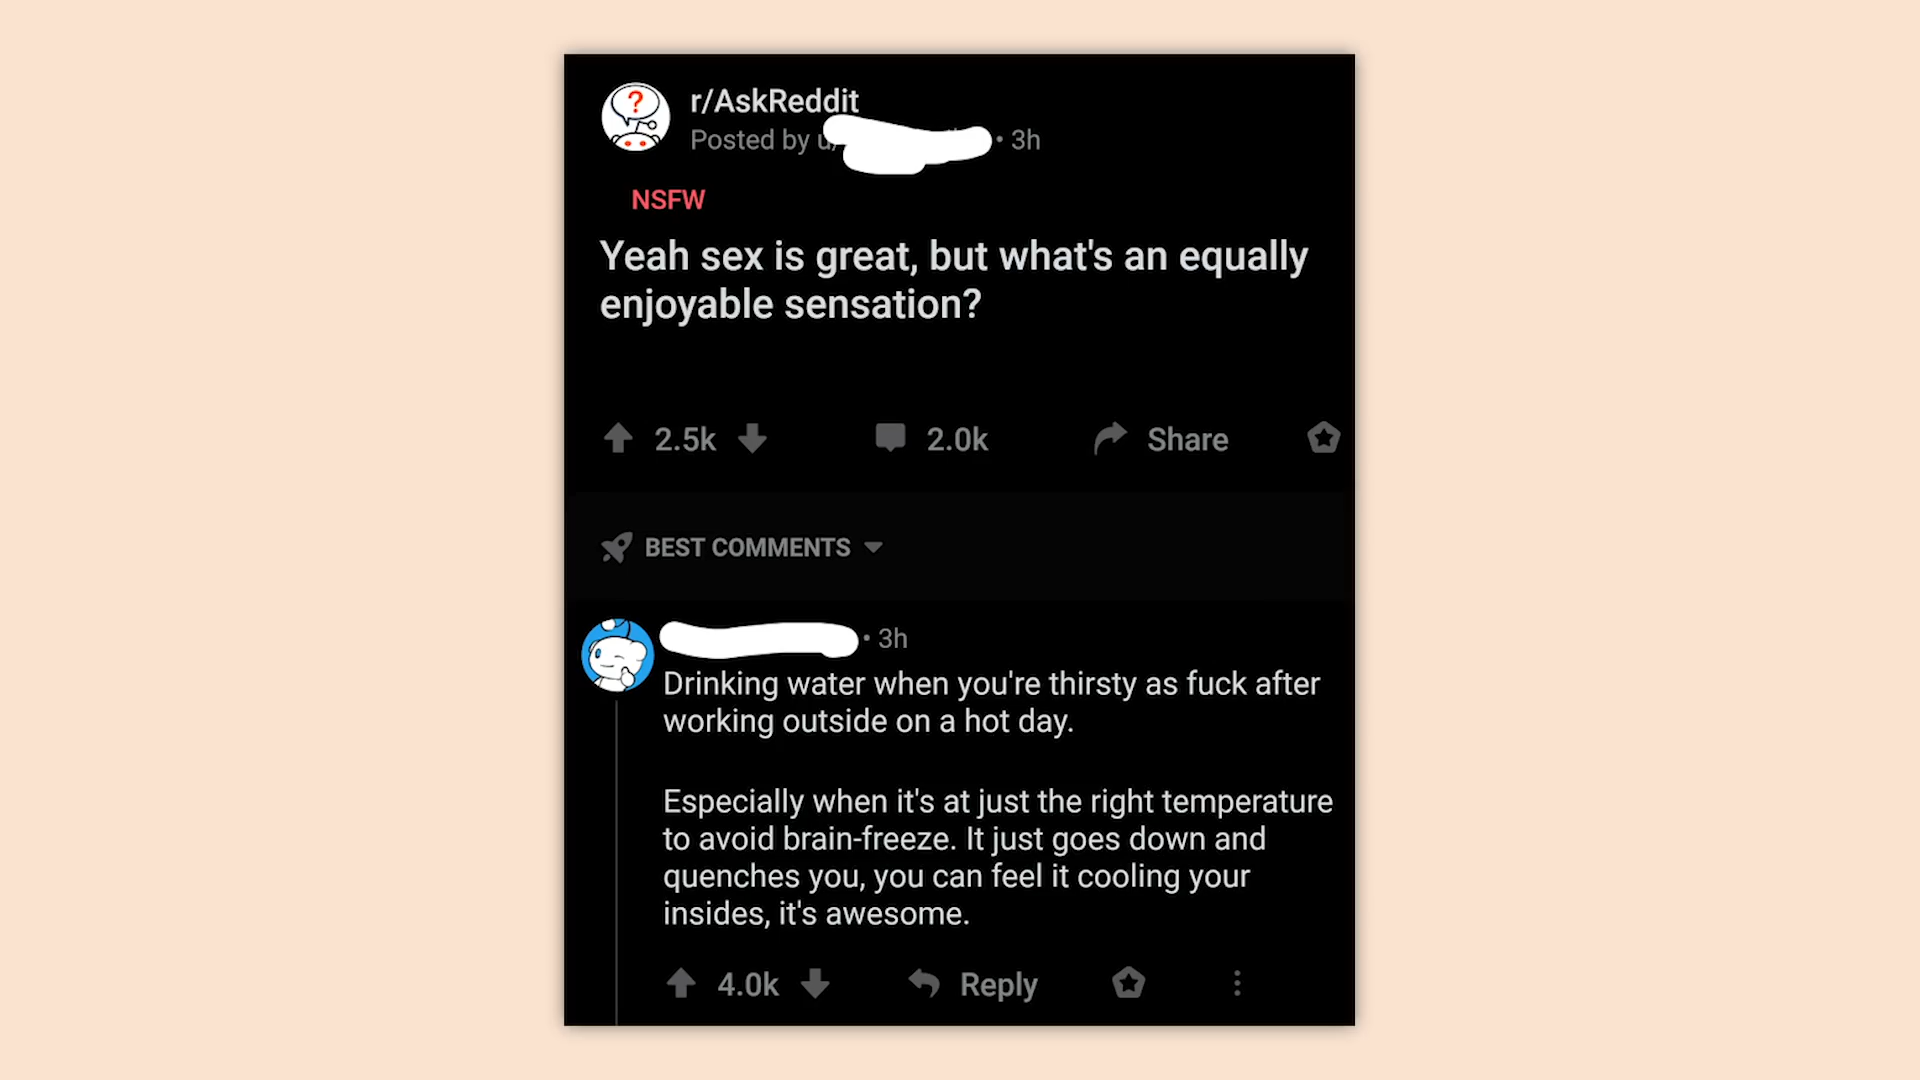 r/AskReddit
Posted by u/ • 3h
NSFW
Yeah sex is great, but what's an equally
enjoyable sensation?
2.5k 2.0k Share
BEST COMMENTS
• 3h
Drinking water when you're thirsty as fuck after
working outside on a hot day.
Especially when it's at just the right temperature
to avoid brain-freeze. It just goes down and
quenches you, you can feel it cooling your
insides, it's awesome.
4.0k Reply